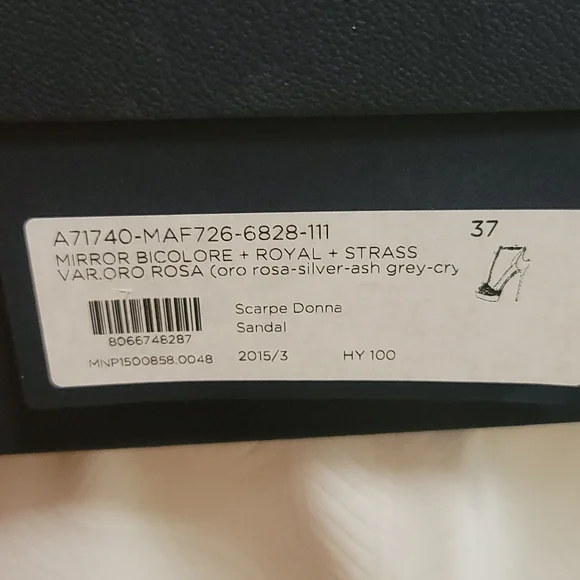 A71740-MAF726-6828-111 37
MIRROR BICOLORE + ROYAL + STRASS
VAR.ORO ROSA (oro rosa-silver-ash grey-cry
Scarpe Donna
Sandal
8066748287
MNP1500858.0048 2015/3 HY 100